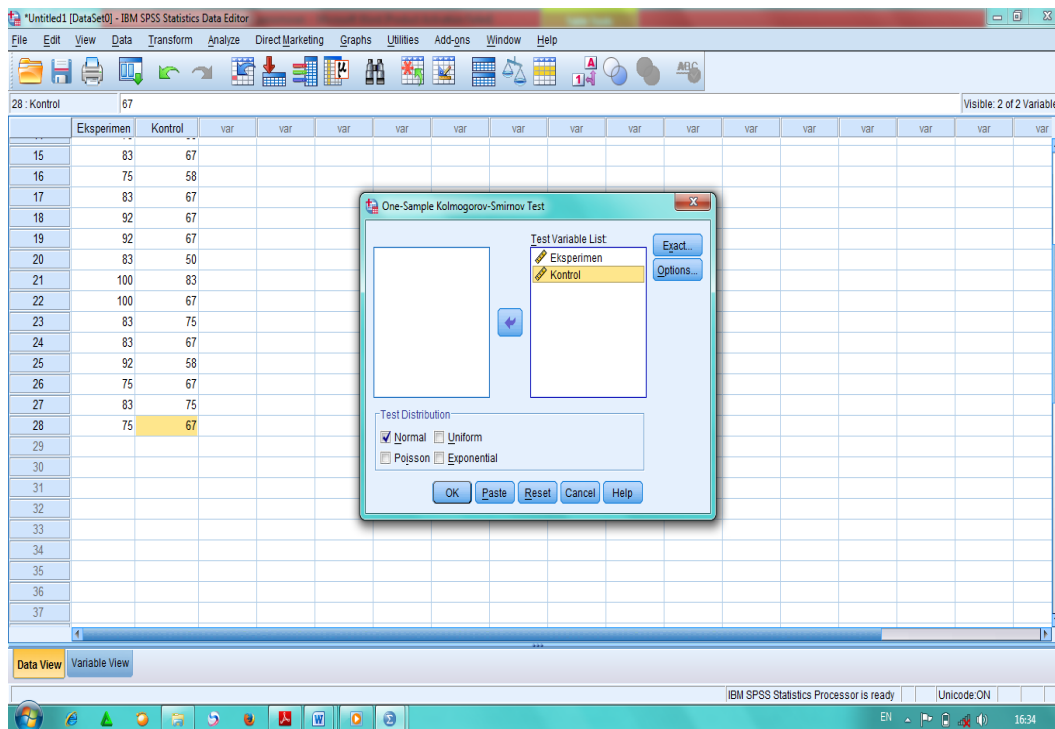 *Untitled1 [DataSet0] - IBM SPSS Statistics Data Editor
File Edit View Data Transform Analyze Direct Marketing Graphs Utilities Add-ons Window Help
28 : Kontrol 67 Visible: 2 of 2 Variable
Eksperimen Kontrol var var var var var var var var var var var var var var var
15 83 67
16 75 58
17 83 67
18 92 67
19 92 67
20 83 50
21 100 83
22 100 67
23 83 75
24 83 67
25 92 58
26 75 67
27 83 75
28 75 67
29
30
31
32
33
34
35
36
37
One-Sample Kolmogorov-Smirnov Test
Test Variable List:
Eksperimen
Kontrol
Exact...
Options...
Test Distribution
Normal Uniform
Poisson Exponential
OK Paste Reset Cancel Help
Data View Variable View
IBM SPSS Statistics Processor is ready Unicode:ON
EN 16:34